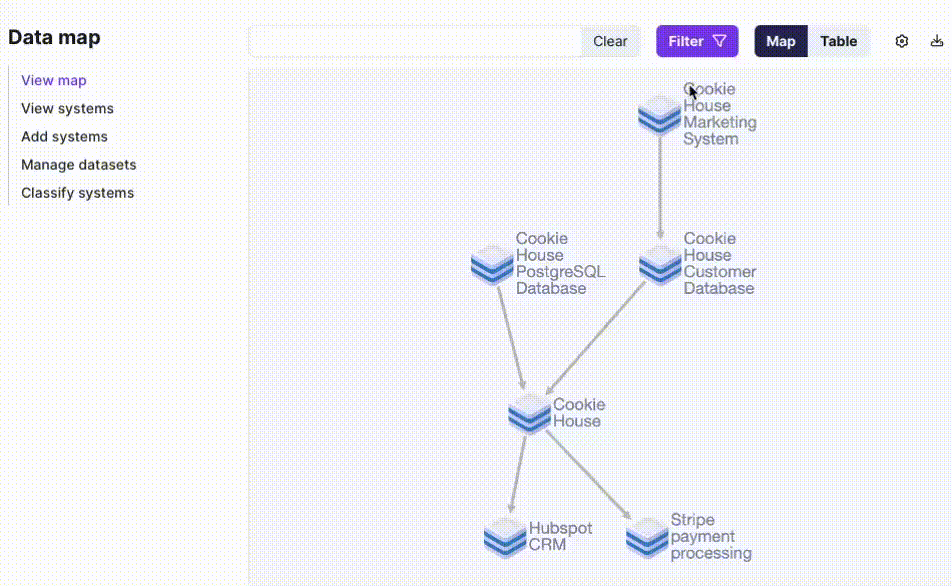 Data map
Clear
Filter
Map
Table
View map
View systems
Add systems
Manage datasets
Classify systems
Cookie
House
Marketing
System
Cookie
House
PostgreSQL
Database
Cookie
House
Customer
Database
Cookie
House
Hubspot
CRM
Stripe
payment
processing